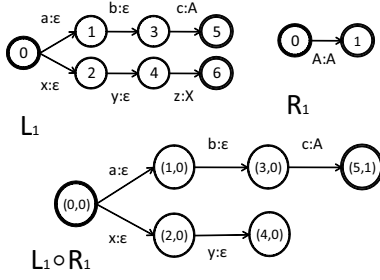 a:ε b:ε c:A
0 1 3 5
2 4 6
x:ε y:ε z:X
L1
0 1
A:A
R1
a:ε b:ε c:A
(0,0) (1,0) (3,0) (5,1)
(2,0) (4,0)
x:ε y:ε
L1∘R1